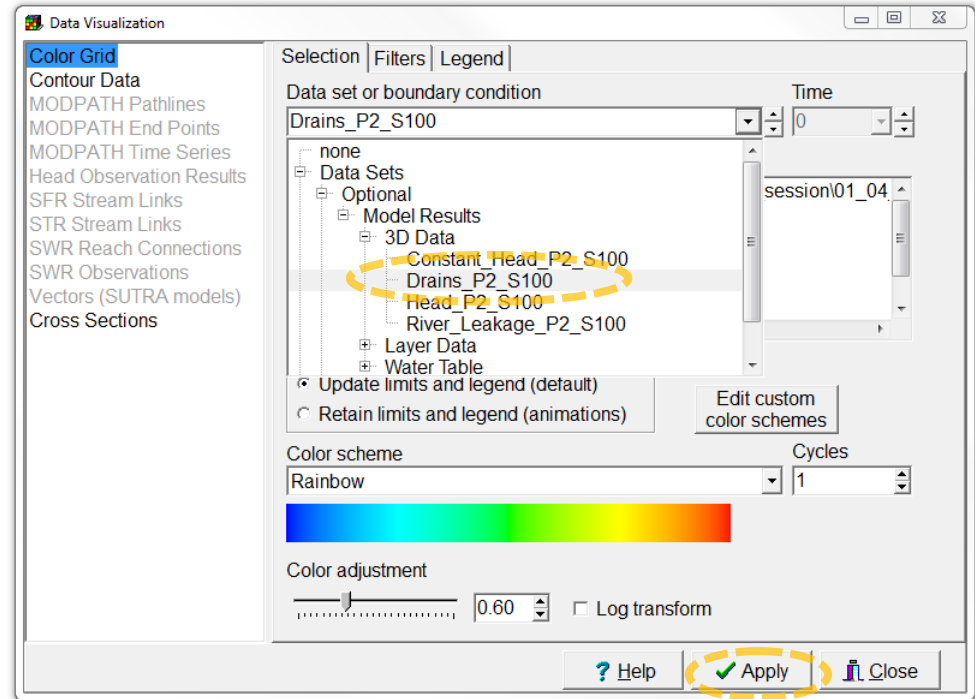 Data Visualization
Color Grid
Contour Data
MODPATH Pathlines
MODPATH End Points
MODPATH Time Series
Head Observation Results
SFR Stream Links
STR Stream Links
SWR Reach Connections
SWR Observations
Vectors (SUTRA models)
Cross Sections
Selection Filters Legend
Data set or boundary condition Time
Drains_P2_S100 0
none
Data Sets
Optional
session\01_04_
Model Results
3D Data
Constant_Head_P2_S100
Drains_P2_S100
Head_P2_S100
River_Leakage_P2_S100
Layer Data
Water Table
Update limits and legend (default)
Retain limits and legend (animations)
Edit custom
color schemes
Color scheme Cycles
Rainbow 1
Color adjustment
0.60 Log transform
? Help Apply Close